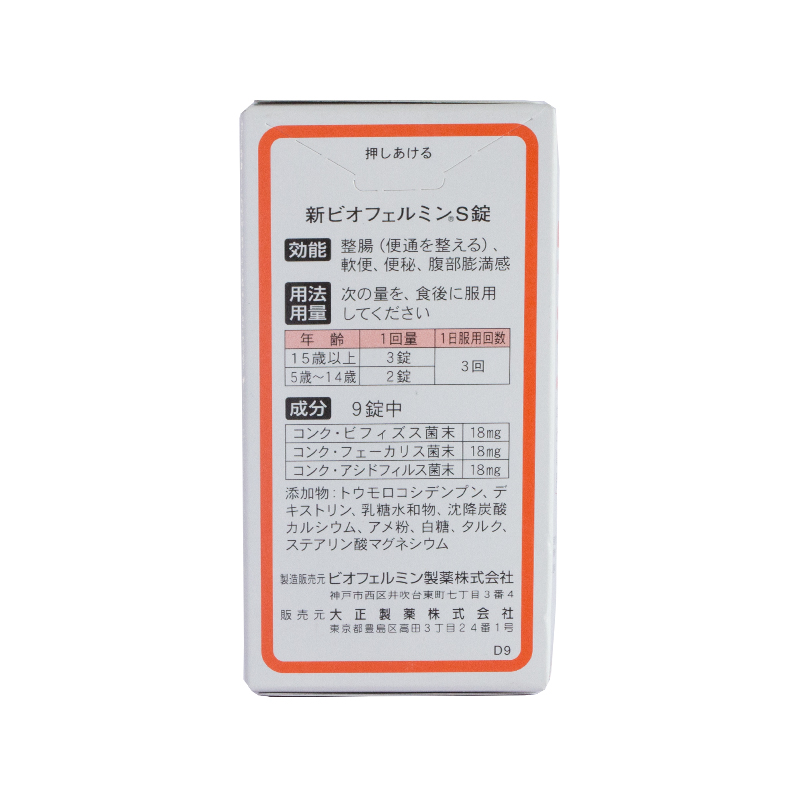 押しあける
新ビオフェルミン®S錠
効能 整腸（便通を整える）、
軟便、便秘、腹部膨満感
用法 次の量を、食後に服用
用量 してください
年齢 1回量 1日服用回数
15歳以上 3錠 3回
5歳～14歳 2錠
成分 9錠中
コンク・ビフィズス菌末 18mg
コンク・フェーカリス菌末 18mg
コンク・アシドフィルス菌末 18mg
添加物：トウモロコシデンプン、デ
キストリン、乳糖水和物、沈降炭酸
カルシウム、アメ粉、白糖、タルク、
ステアリン酸マグネシウム
製造販売元 ビオフェルミン製薬株式会社
神戸市西区井吹台東町七丁目3番4
販売元 大正製薬株式会社
東京都豊島区高田3丁目24番1号
D9